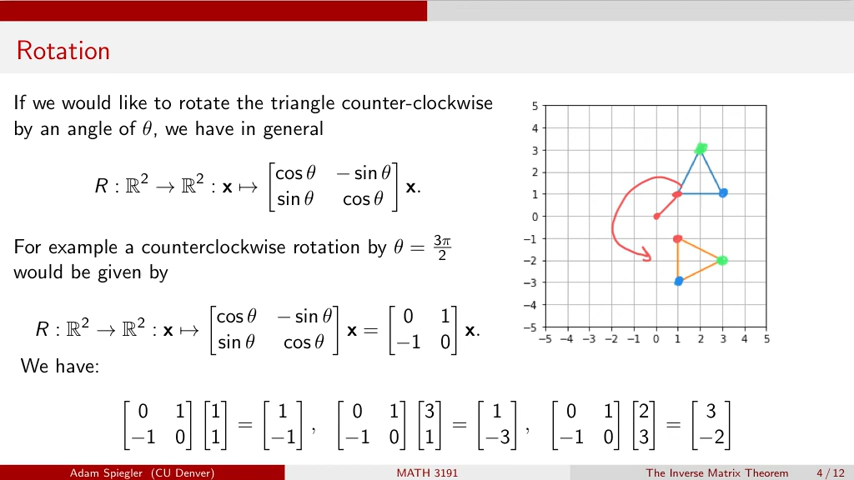 Rotation
If we would like to rotate the triangle counter-clockwise
by an angle of θ, we have in general
R : ℝ² → ℝ² : x ↦ [cos θ −sin θ; sin θ cos θ] x.
For example a counterclockwise rotation by θ = 3π/2
would be given by
R : ℝ² → ℝ² : x ↦ [cos θ −sin θ; sin θ cos θ] x = [0 1; −1 0] x.
We have:
[0 1; −1 0] [1; 1] = [1; −1], [0 1; −1 0] [3; 1] = [1; −3], [0 1; −1 0] [2; 3] = [3; −2]
5
4
3
2
1
0
−1
−2
−3
−4
−5
−5 −4 −3 −2 −1 0 1 2 3 4 5
Adam Spiegler (CU Denver) MATH 3191 The Inverse Matrix Theorem 4 / 12